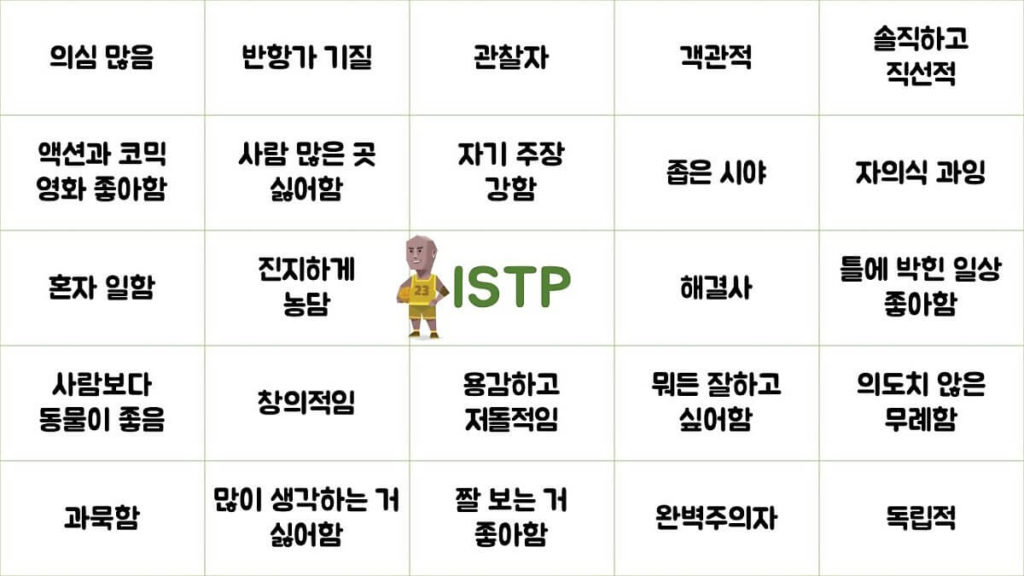 의심 많음
반항가 기질
관찰자
객관적
솔직하고
직선적
액션과 코믹
영화 좋아함
사람 많은 곳
싫어함
자기 주장
강함
좁은 시야
자의식 과잉
혼자 일함
진지하게
농담
23
ISTP
해결사
틀에 박힌 일상
좋아함
사람보다
동물이 좋음
창의적임
용감하고
저돌적임
뭐든 잘하고
싶어함
의도치 않은
무례함
과묵함
많이 생각하는 거
싫어함
짤 보는 거
좋아함
완벽주의자
독립적